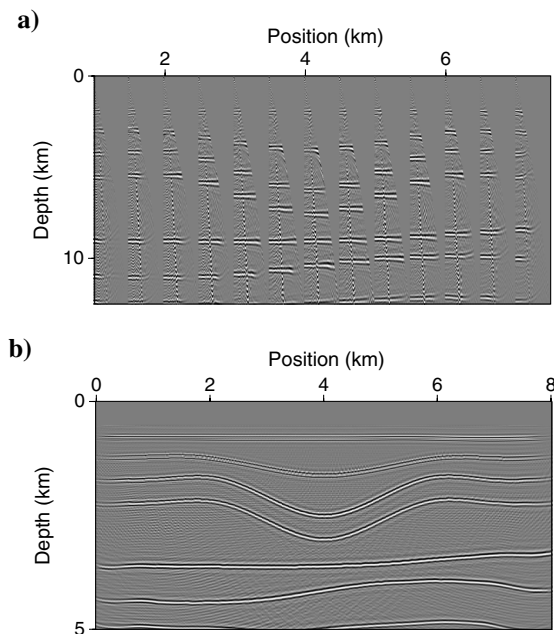 a)
Position (km)
2 4 6
0
Depth (km)
10
b)
Position (km)
0 2 4 6 8
0
Depth (km)
5